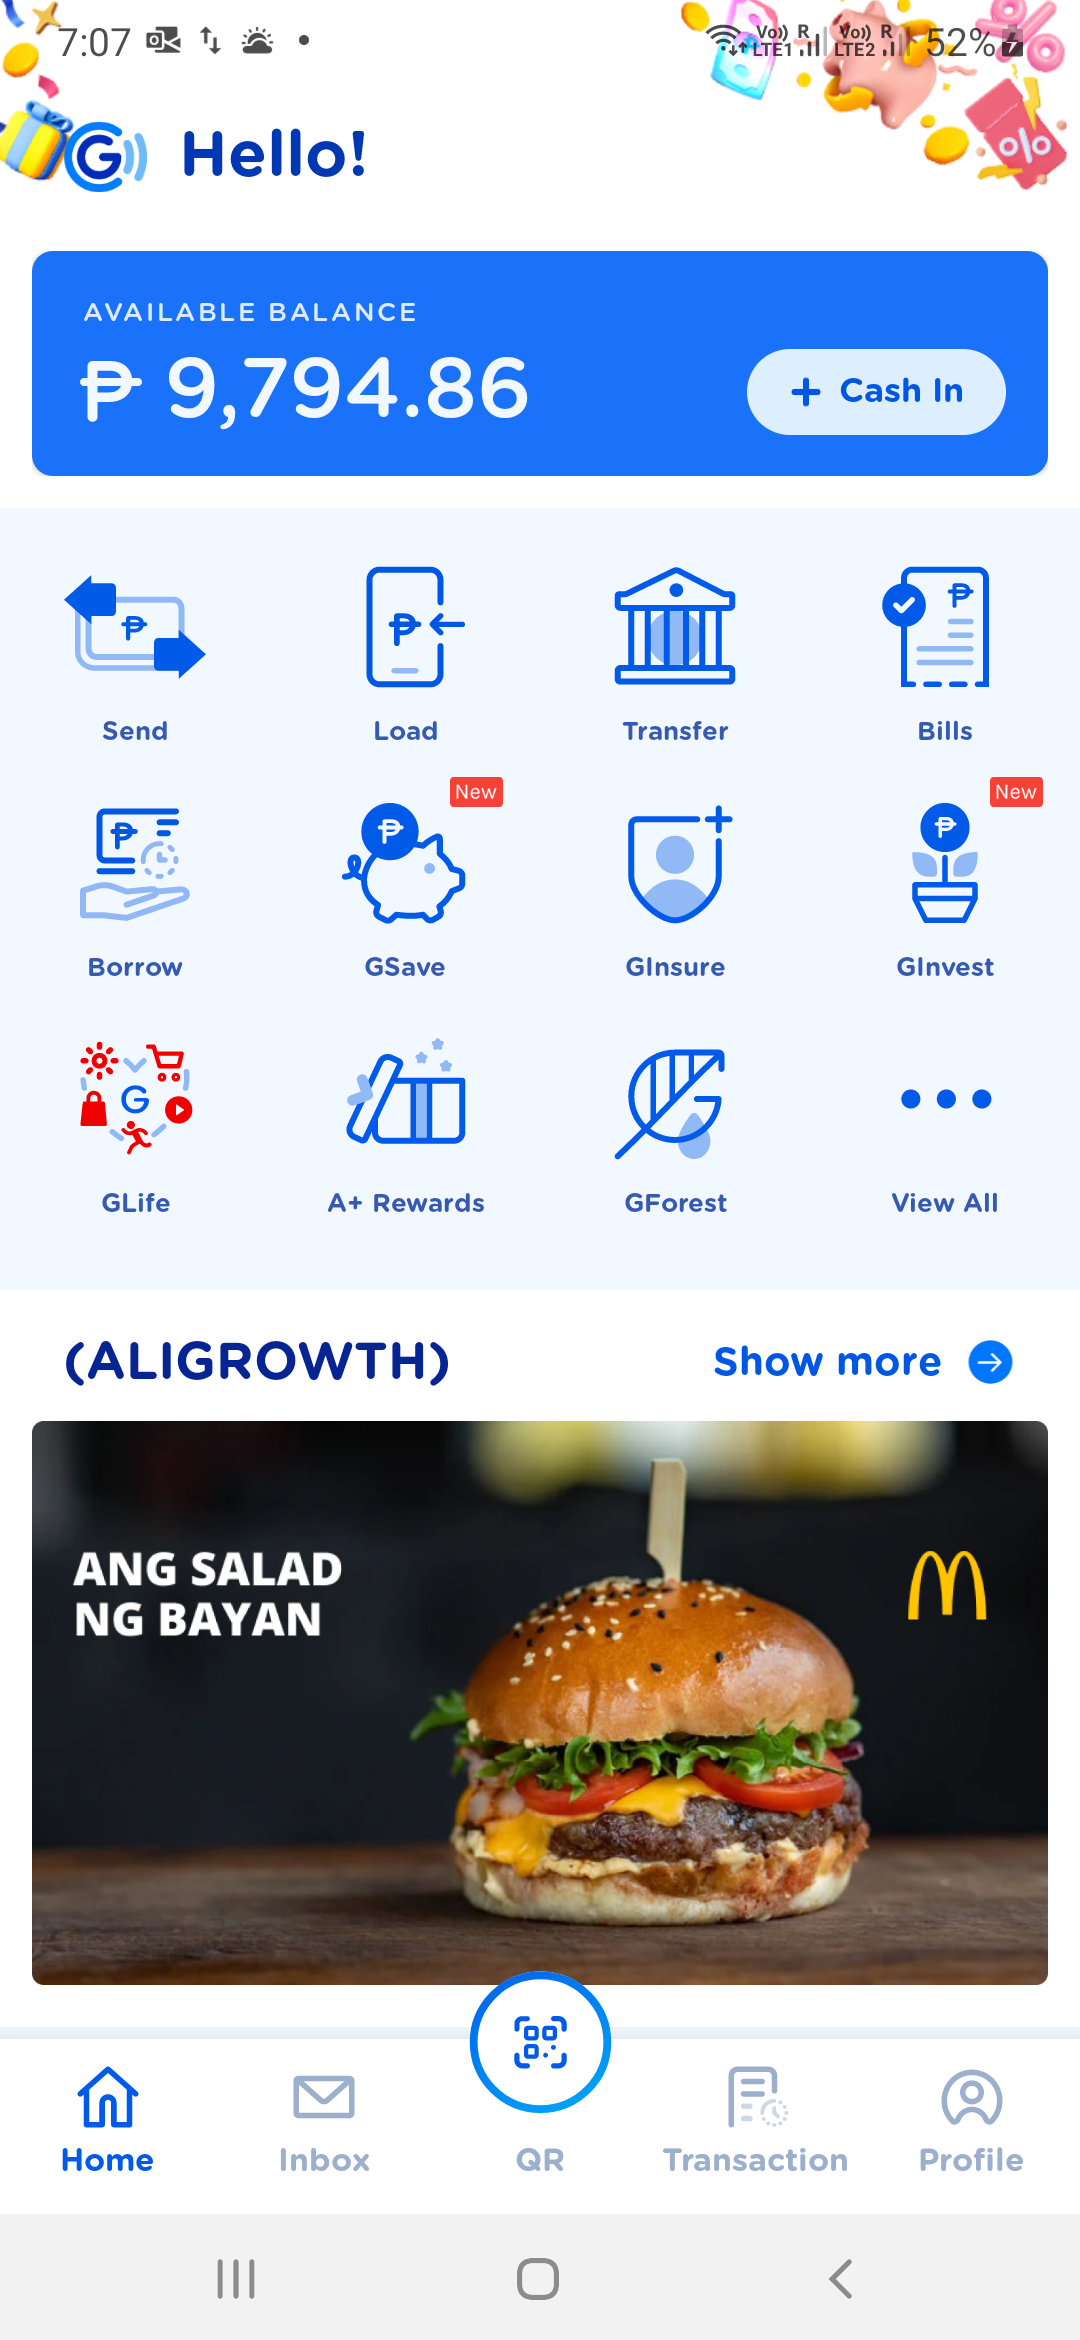 7:07
Vo)) R Vo)) R 52%
LTE1 LTE2
Hello!
AVAILABLE BALANCE
₱ 9,794.86
+ Cash In
Send Load Transfer Bills
New New
Borrow GSave GInsure GInvest
GLife A+ Rewards GForest View All
(ALIGROWTH) Show more
ANG SALAD
NG BAYAN
Home Inbox QR Transaction Profile